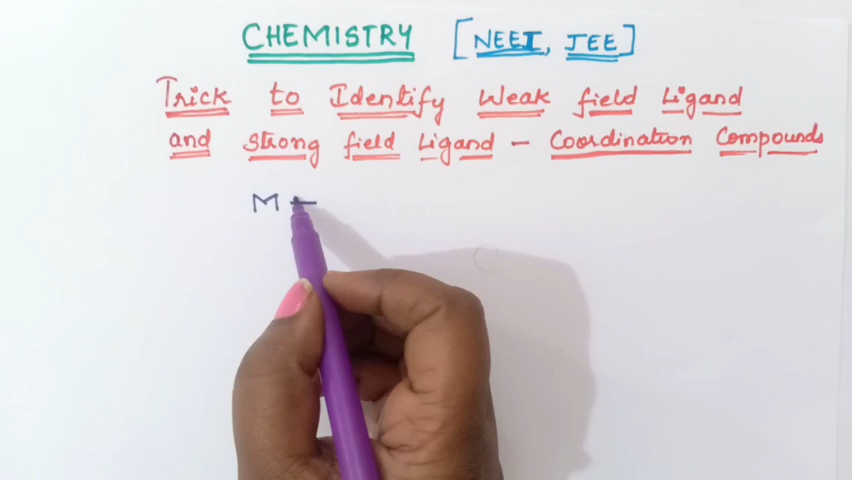 CHEMISTRY [NEET, JEE]
Trick to Identify Weak field Ligand
and strong field Ligand - Coordination Compounds
M -